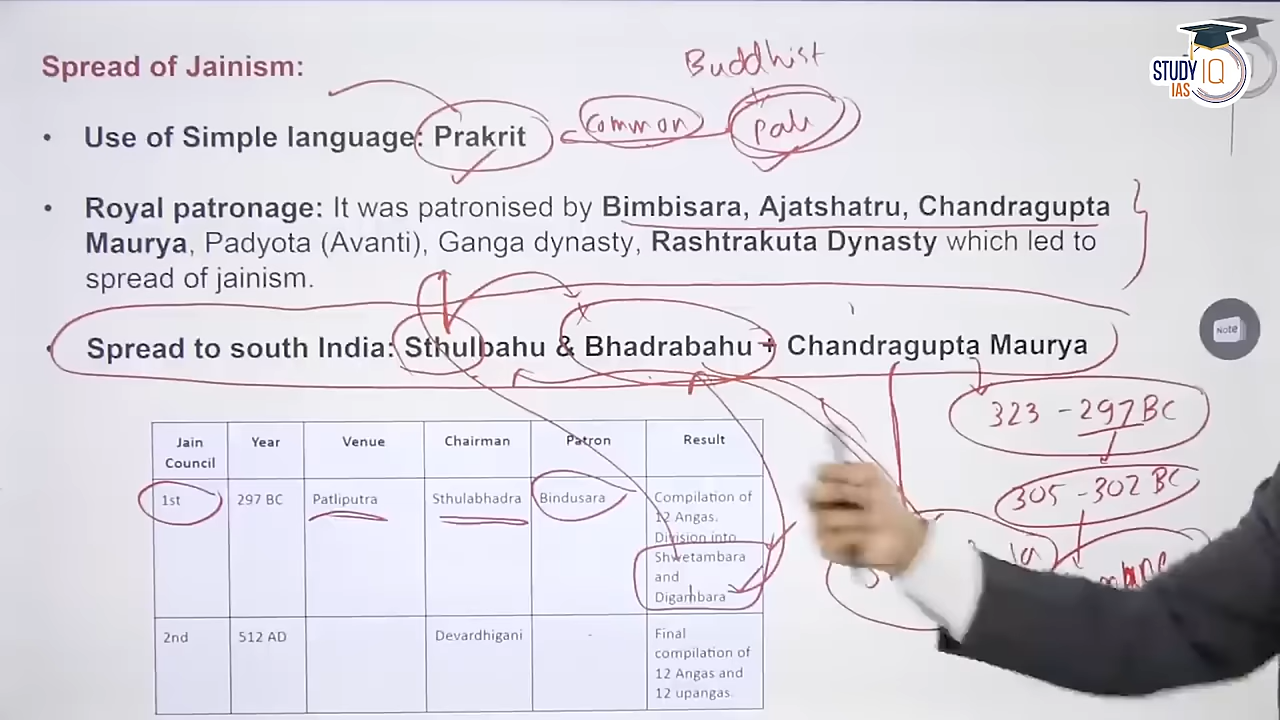 STUDY IQ
IAS
Spread of Jainism:
Buddhist
• Use of Simple language: Prakrit
common
pali
• Royal patronage: It was patronised by Bimbisara, Ajatshatru, Chandragupta
Maurya, Padyota (Avanti), Ganga dynasty, Rashtrakuta Dynasty which led to
spread of jainism.
• Spread to south India: Sthulbahu & Bhadrabahu + Chandragupta Maurya
Note
323 - 297 BC
305 - 302 BC
Jain Council Year Venue Chairman Patron Result
1st 297 BC Patliputra Sthulabhadra Bindusara Compilation of
12 Angas.
Division into
Shwetambara
and
Digambara
2nd 512 AD Devardhigani - Final
compilation of
12 Angas and
12 upangas.